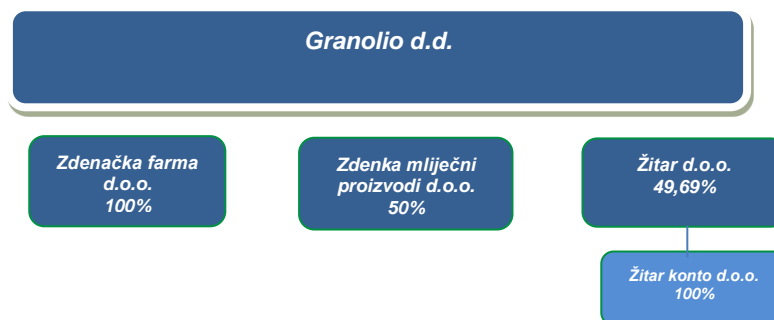 Granolio d.d.
Zdenačka farma
d.o.o.
100%
Zdenka mliječni
proizvodi d.o.o.
50%
Žitar d.o.o.
49,69%
Žitar konto d.o.o.
100%